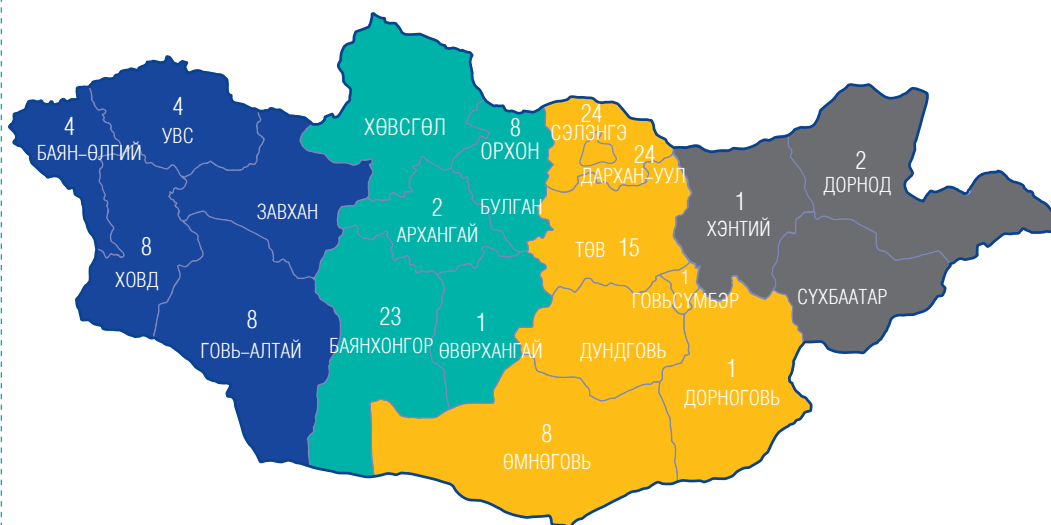 4
БАЯН-ӨЛГИЙ
4
УВС
ЗАВХАН
8
ХОВД
8
ГОВЬ-АЛТАЙ
ХӨВСГӨЛ
8
ОРХОН
БУЛГАН
2
АРХАНГАЙ
23
БАЯНХОНГОР
1
ӨВӨРХАНГАЙ
24
СЭЛЭНГЭ
24
ДАРХАН-УУЛ
ТӨВ 15
1
ГОВЬСҮМБЭР
ДУНДГОВЬ
1
ДОРНОГОВЬ
8
ӨМНӨГОВЬ
1
ХЭНТИЙ
2
ДОРНОД
СҮХБААТАР